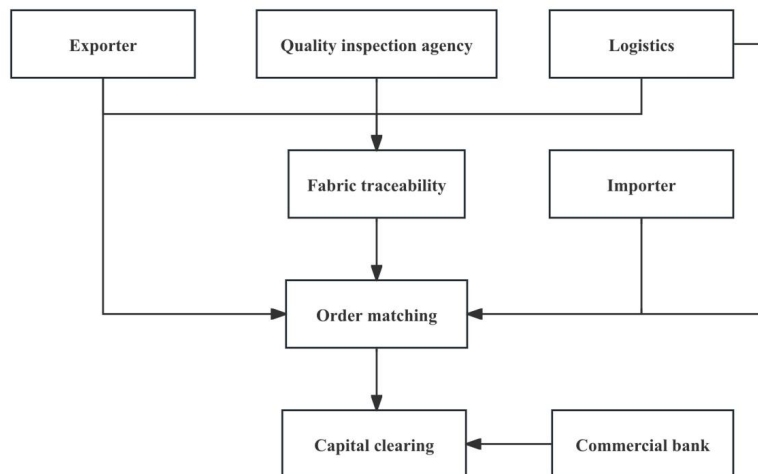 Exporter
Quality inspection agency
Logistics
Fabric traceability
Importer
Order matching
Capital clearing
Commercial bank